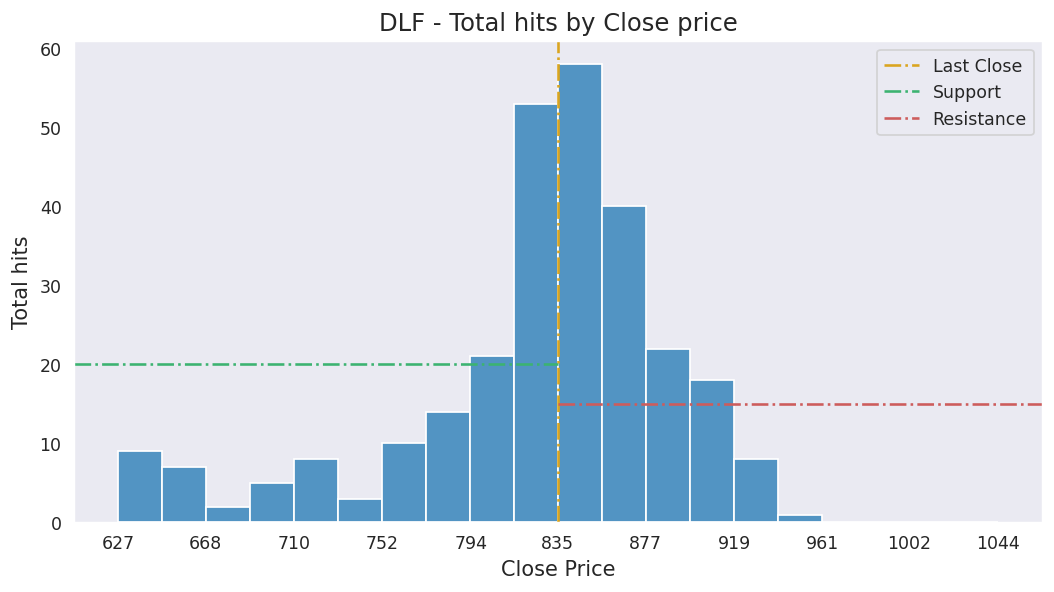 DLF - Total hits by Close price
Last Close
Support
Resistance
Total hits
60
50
40
30
20
10
0
627 668 710 752 794 835 877 919 961 1002 1044
Close Price